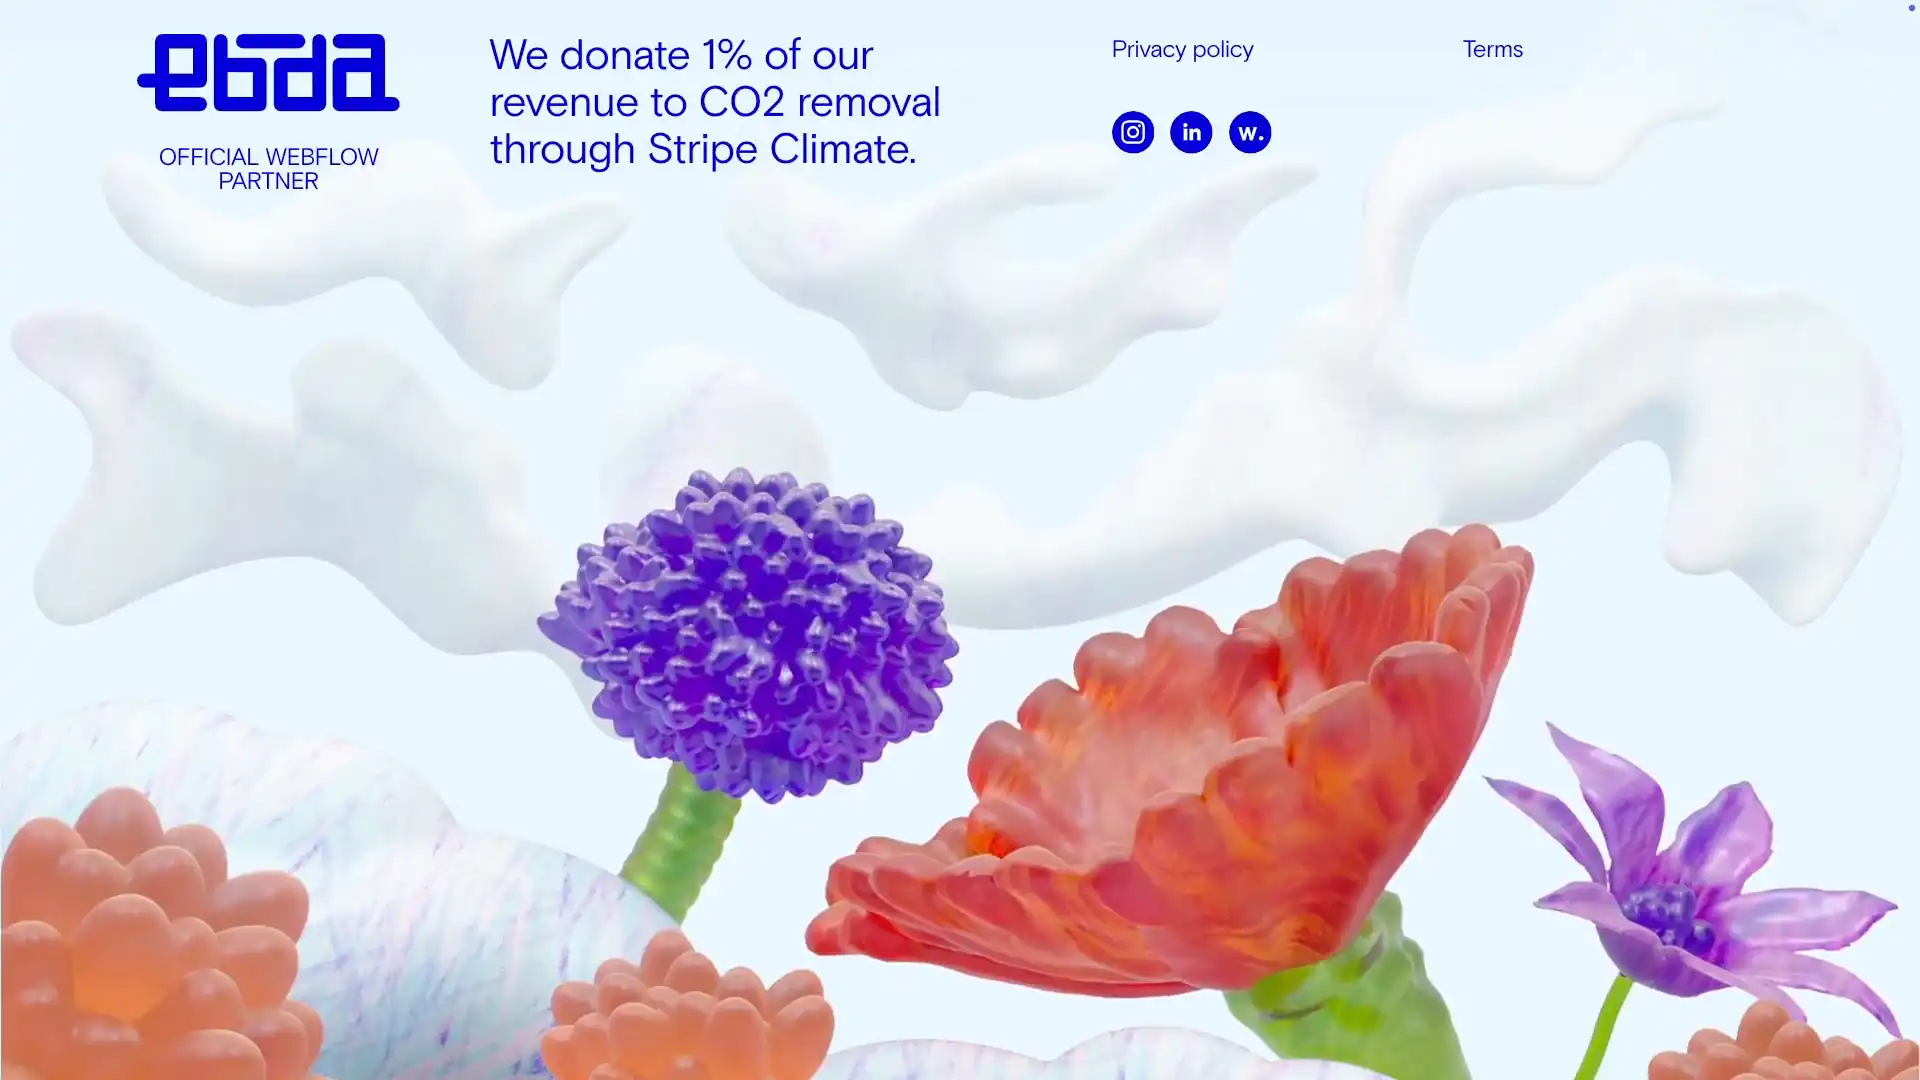 ebda
OFFICIAL WEBFLOW
PARTNER
We donate 1% of our
revenue to CO2 removal
through Stripe Climate.
Privacy policy
Terms
in
w.